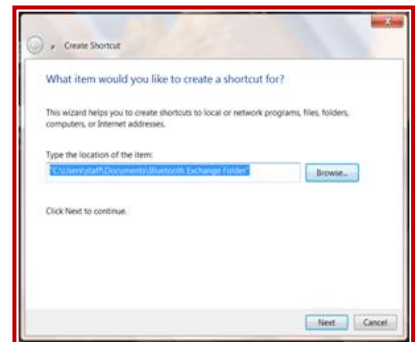 Create Shortcut
What item would you like to create a shortcut for?
This wizard helps you to create shortcuts to local or network programs, files, folders,
computers, or Internet addresses.
Type the location of the item:
"C:\Users\staff\Documents\Bluetooth Exchange Folder"
Browse...
Click Next to continue.
Next
Cancel